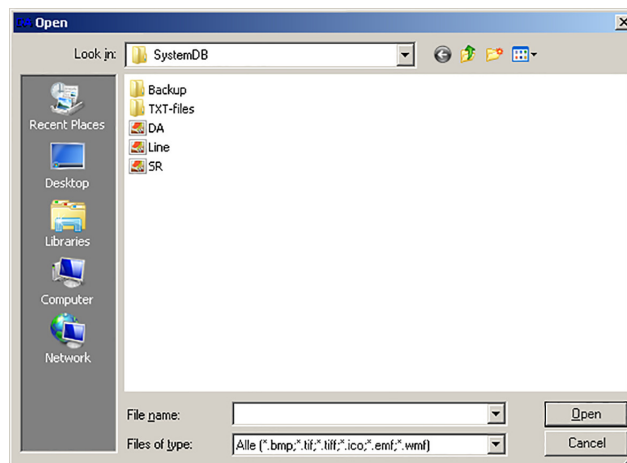 DA Open
Look in: SystemDB
Recent Places
Desktop
Libraries
Computer
Network
Backup
TXT-files
DA
Line
SR
File name:
Open
Files of type: Alle (*.bmp;*.tif;*.tiff;*.ico;*.emf;*.wmf)
Cancel